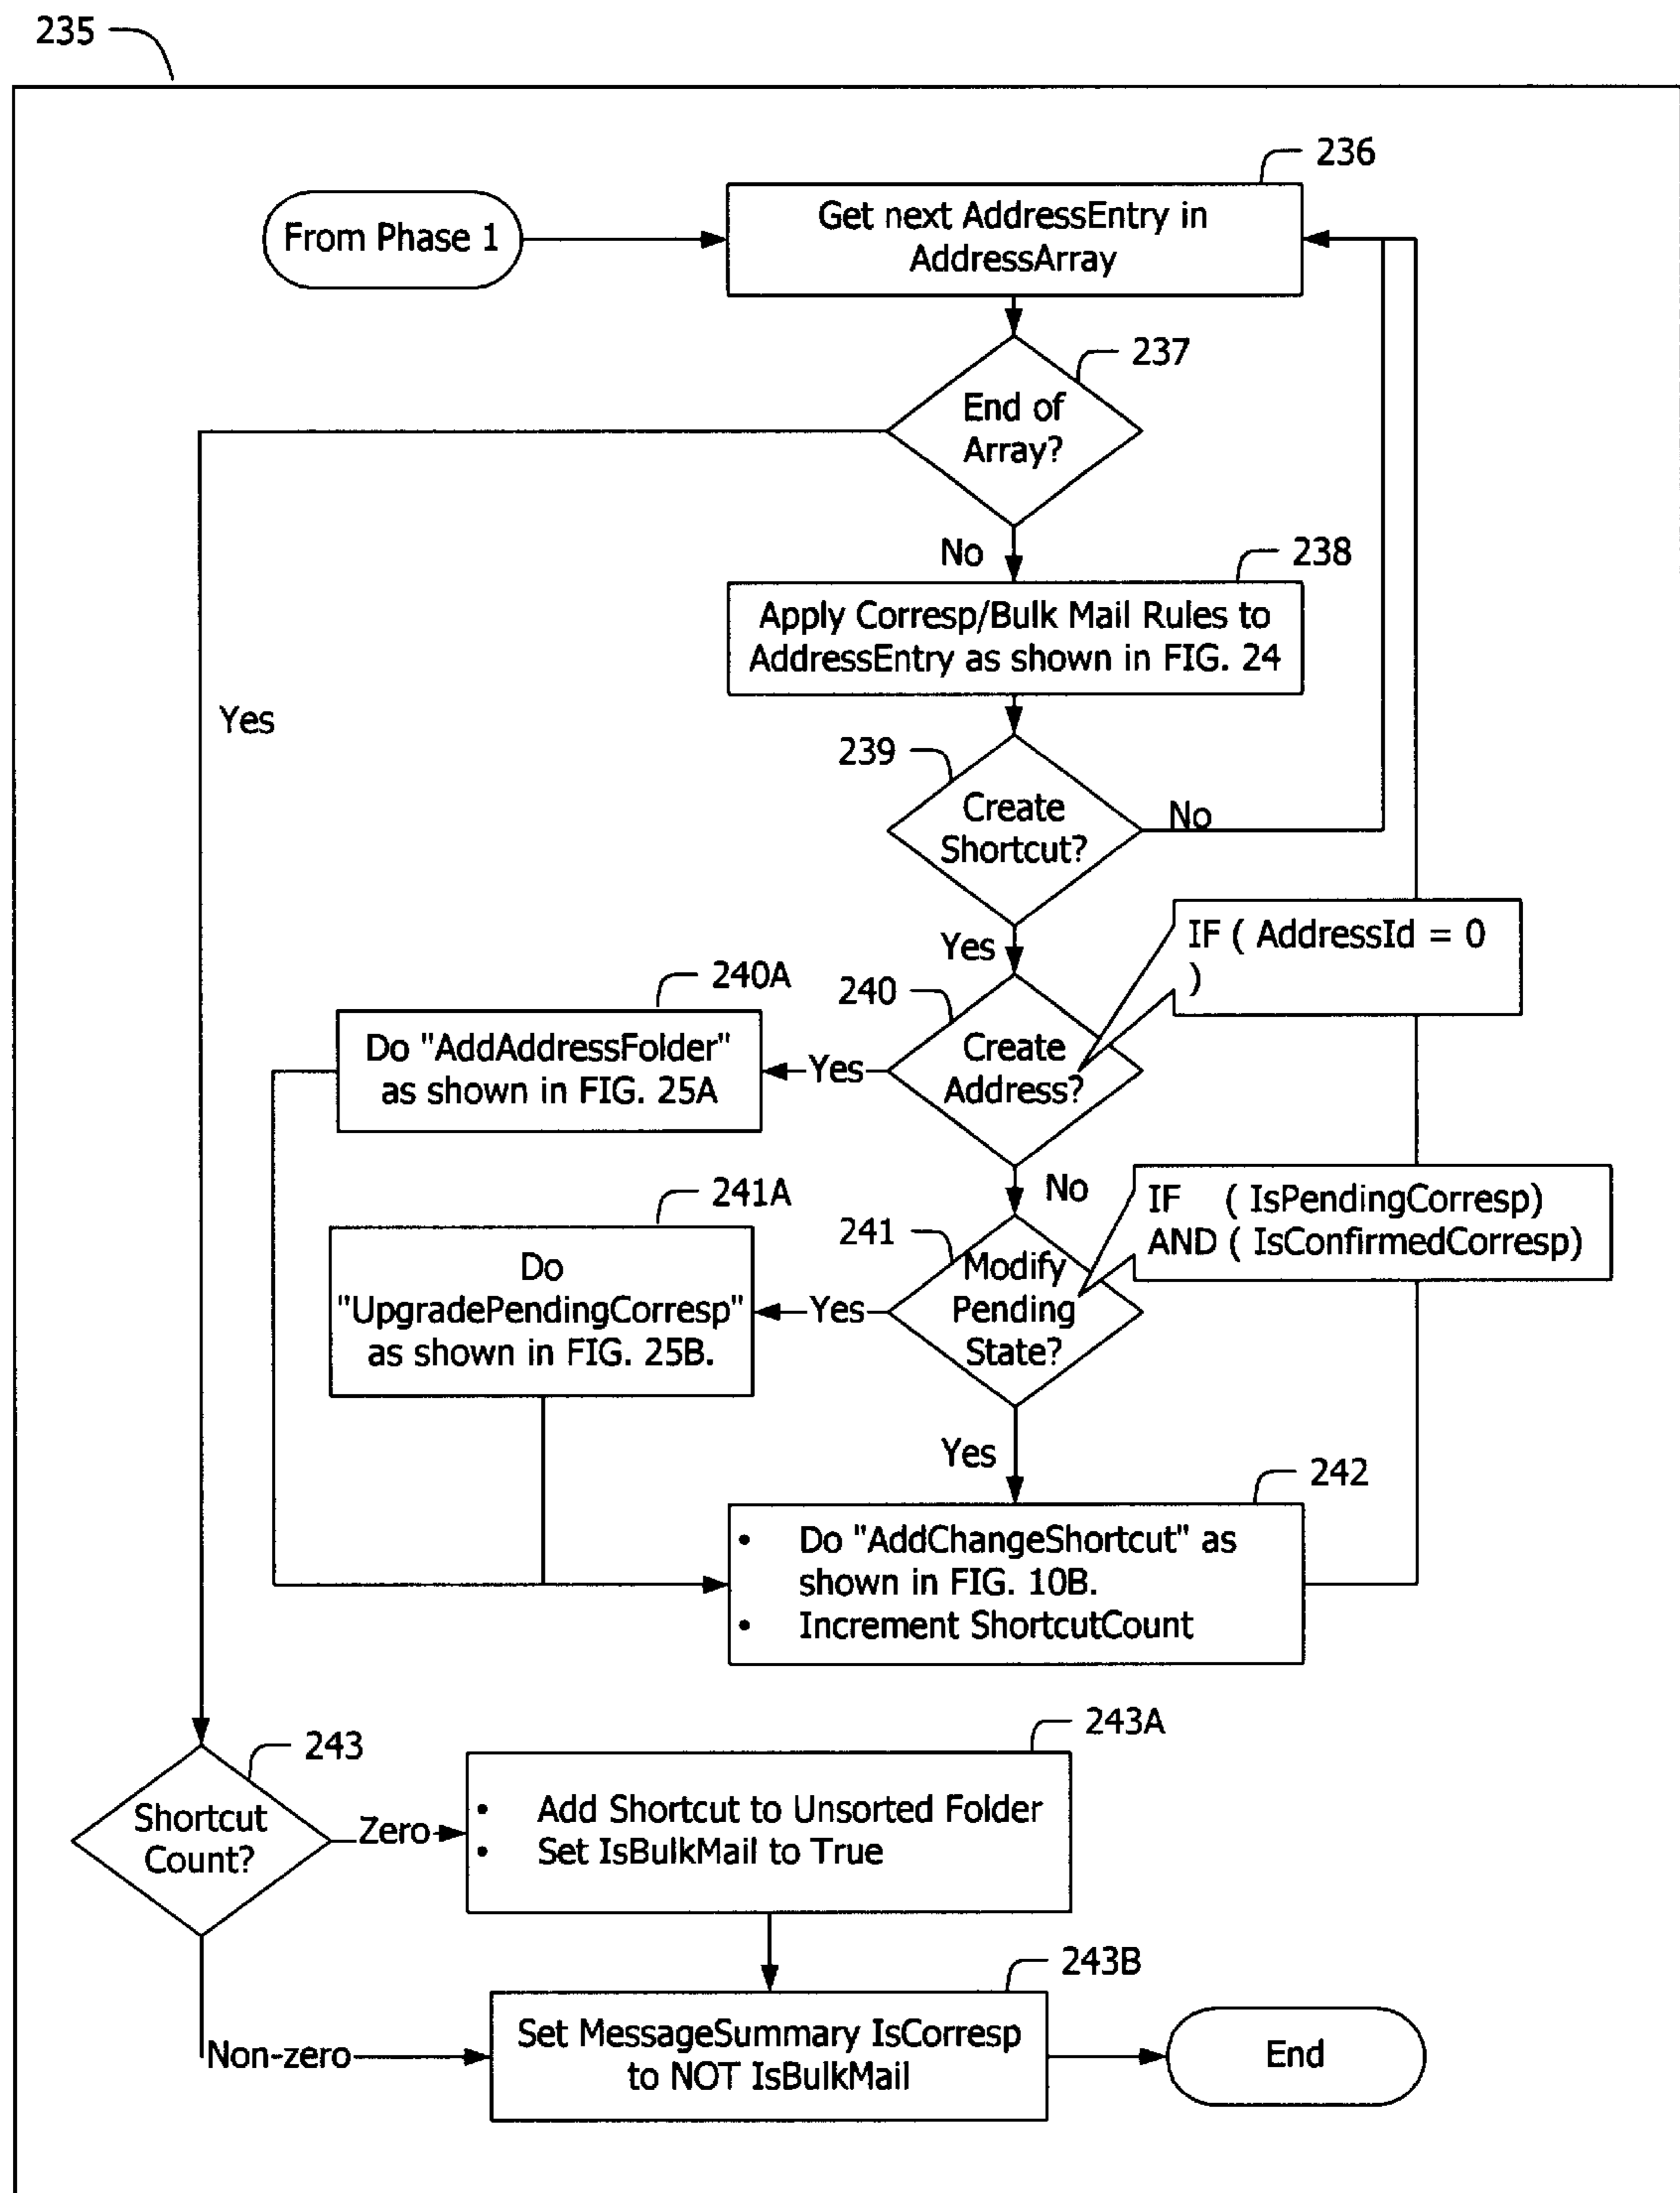 235
236
From Phase 1
Get next AddressEntry in
AddressArray
237
End of
Array?
No
238
Apply Corresp/Bulk Mail Rules to
AddressEntry as shown in FIG. 24
Yes
239
Create
Shortcut?
No
IF ( AddressId = 0
)
Yes
240A
240
Do "AddAddressFolder"
as shown in FIG. 25A
Yes
Create
Address?
No
IF ( IsPendingCorresp)
AND ( IsConfirmedCorresp)
241A
241
Do
"UpgradePendingCorresp"
as shown in FIG. 25B.
Yes
Modify
Pending
State?
Yes
242
• Do "AddChangeShortcut" as
shown in FIG. 10B.
• Increment ShortcutCount
243
243A
Shortcut
Count?
Zero
• Add Shortcut to Unsorted Folder
• Set IsBulkMail to True
243B
Non-zero
Set MessageSummary IsCorresp
to NOT IsBulkMail
End